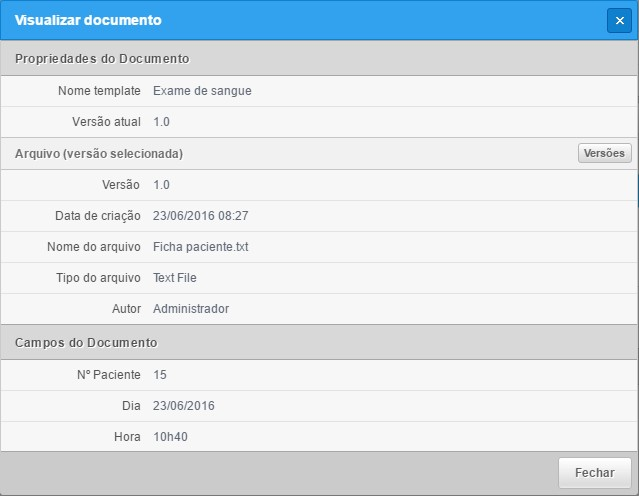 Visualizar documento
Propriedades do Documento
Nome template Exame de sangue
Versão atual 1.0
Arquivo (versão selecionada) Versões
Versão 1.0
Data de criação 23/06/2016 08:27
Nome do arquivo Ficha paciente.txt
Tipo do arquivo Text File
Autor Administrador
Campos do Documento
Nº Paciente 15
Dia 23/06/2016
Hora 10h40
Fechar